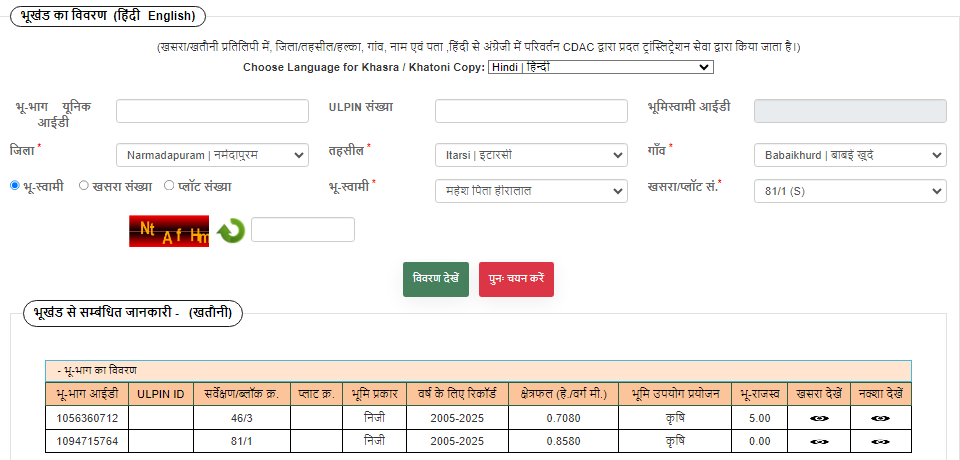 भूखंड का विवरण (हिंदी English)
(खसरा/खतौनी प्रतिलिपी में, जिला/तहसील/हल्का, गांव, नाम एवं पता ,हिंदी से अंग्रेजी में परिवर्तन CDAC द्वारा प्रदत ट्रांस्लिट्रेशन सेवा द्वारा किया जाता है।)
Choose Language for Khasra / Khatoni Copy: Hindi | हिन्दी
भू-भाग यूनिक आईडी ULPIN संख्या भूमिस्वामी आईडी
जिला * Narmadapuram | नर्मदापुरम तहसील * Itarsi | इटारसी गाँव * Babaikhurd | बाबई खुर्द
भू-स्वामी खसरा संख्या प्लॉट संख्या भू-स्वामी * महेश पिता हीरालाल खसरा/प्लॉट सं.* 81/1 (S)
Nt A f Hm
विवरण देखें पुनः चयन करें
भूखंड से सम्बंधित जानकारी - (खतौनी)
- भू-भाग का विवरण
भू-भाग आईडी ULPIN ID सर्वेक्षण/ब्लॉक क्र. प्लाट क्र. भूमि प्रकार वर्ष के लिए रिकॉर्ड क्षेत्रफल (हे./वर्ग मी.) भूमि उपयोग प्रयोजन भू-राजस्व खसरा देखें नक्शा देखें
1056360712 46/3 निजी 2005-2025 0.7080 कृषि 5.00
1094715764 81/1 निजी 2005-2025 0.8580 कृषि 0.00